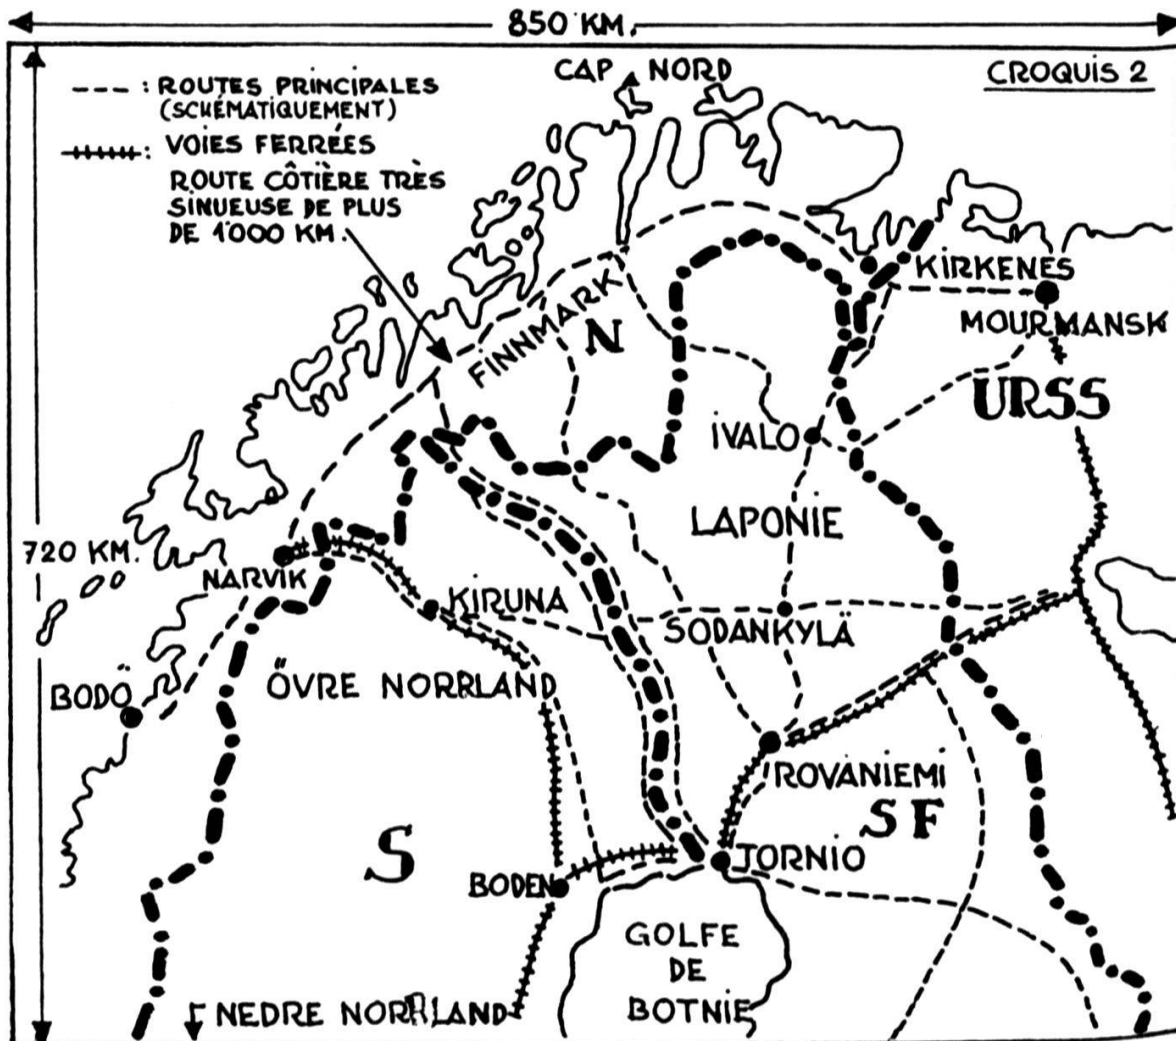 850 KM.
CAP NORD
CROQUIS 2
--- : ROUTES PRINCIPALES
(SCHÉMATIQUEMENT)
: VOIES FERRÉES
ROUTE CÔTIÈRE TRÈS
SINUEUSE DE PLUS
DE 1'000 KM.
KIRKENES
MOURMANSK
FINNMARK
N
URSS
IVALO
LAPONIE
720 KM.
NARVIK
KIRUNA
SODANKYLÄ
ÖVRE NORRLAND
BODÖ
ROVANIEMI
SF
S
TORNIO
BODEN
GOLFE
DE
BOTNIE
NEDRE NORRLAND